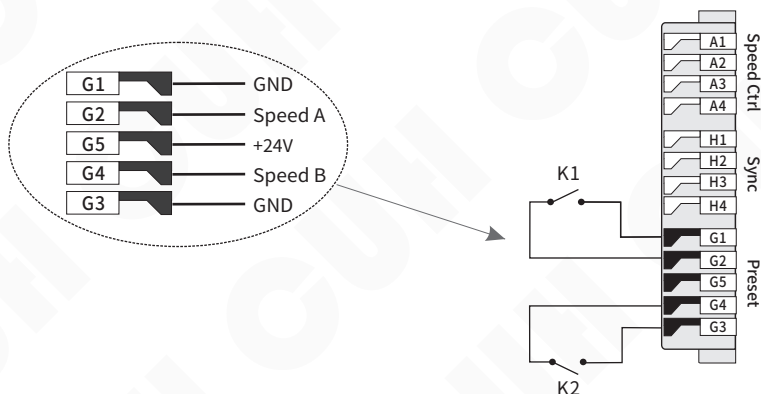 G1 GND
G2 Speed A
G5 +24V
G4 Speed B
G3 GND
K1
K2
A1
A2
A3
A4
Speed Ctrl
H1
H2
H3
H4
Sync
G1
G2
G5
G4
G3
Preset
CUH